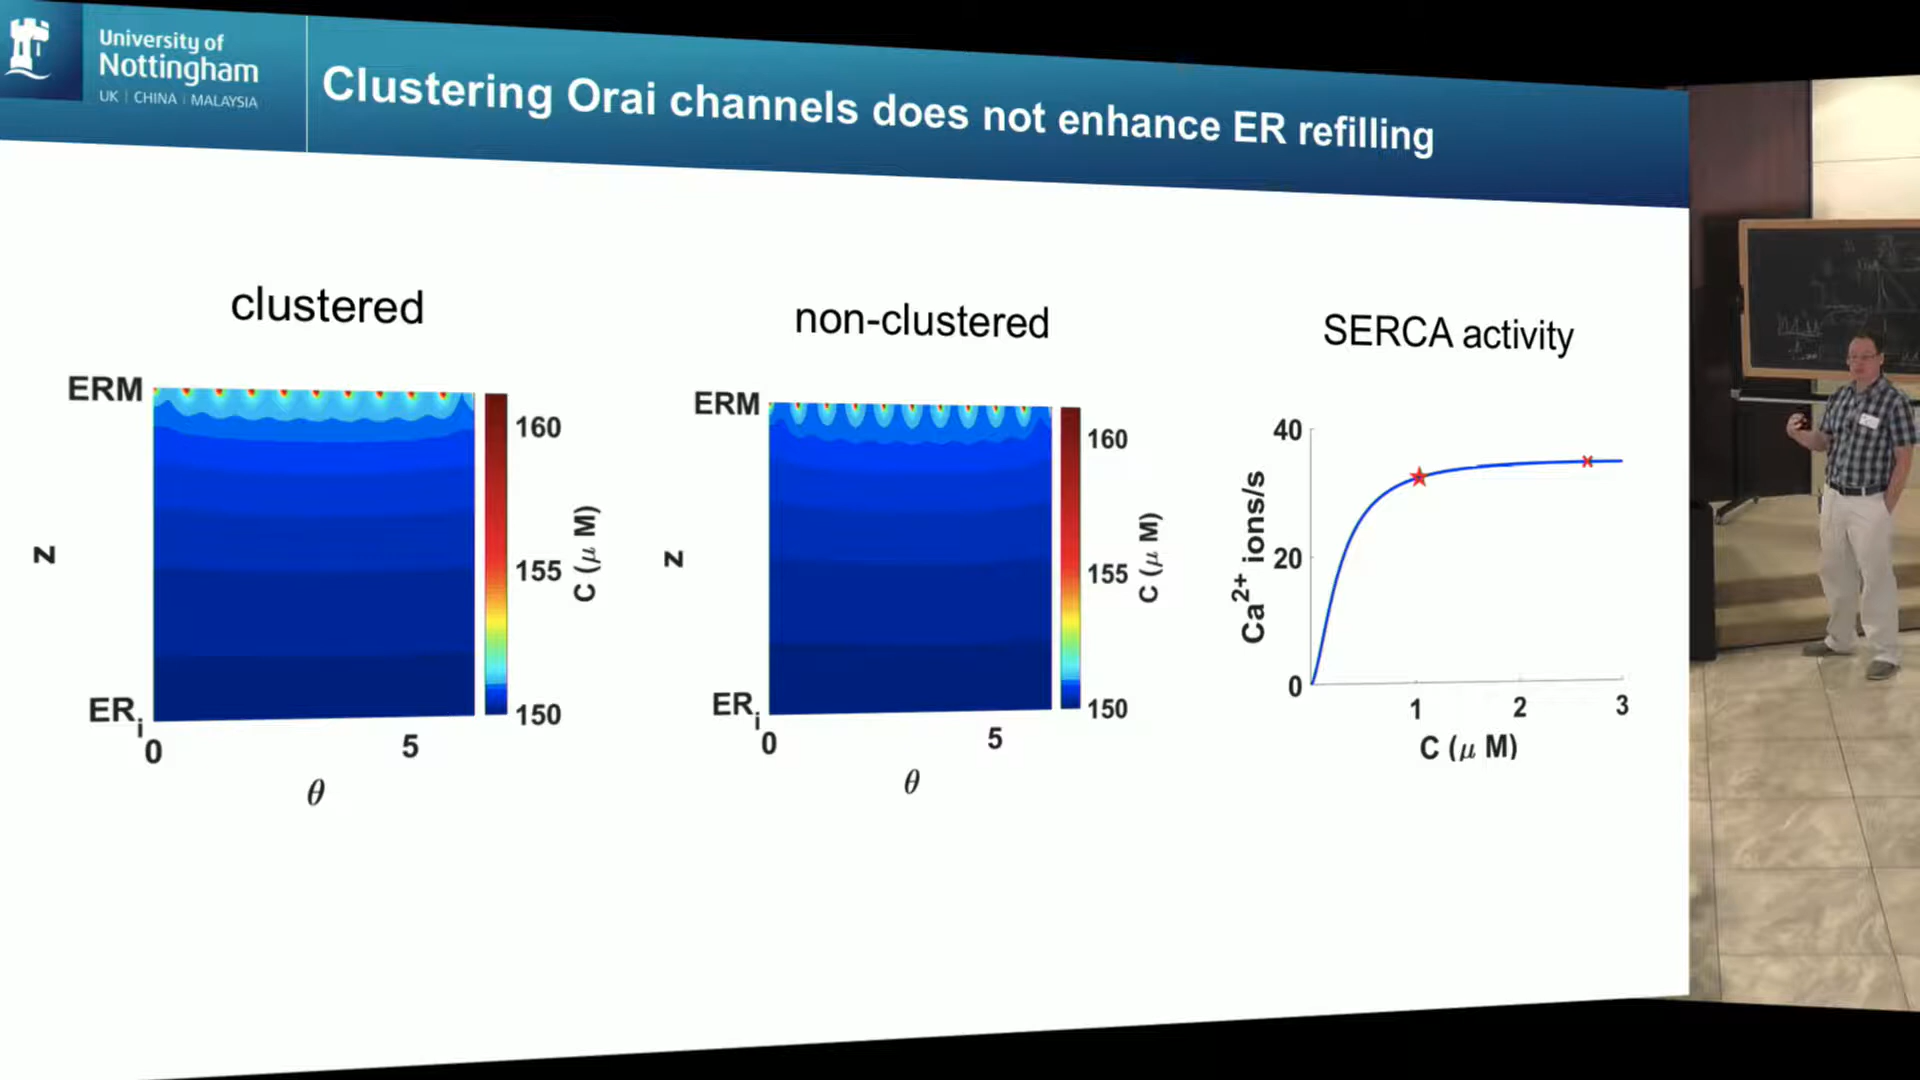 University of
Nottingham
UK | CHINA | MALAYSIA
Clustering Orai channels does not enhance ER refilling
clustered
ERM
z
ERi
0
5
θ
160
155
150
C (μ M)
non-clustered
ERM
z
ERi
0
5
θ
160
155
150
C (μ M)
SERCA activity
40
20
0
Ca2+ ions/s
1
2
3
C (μ M)